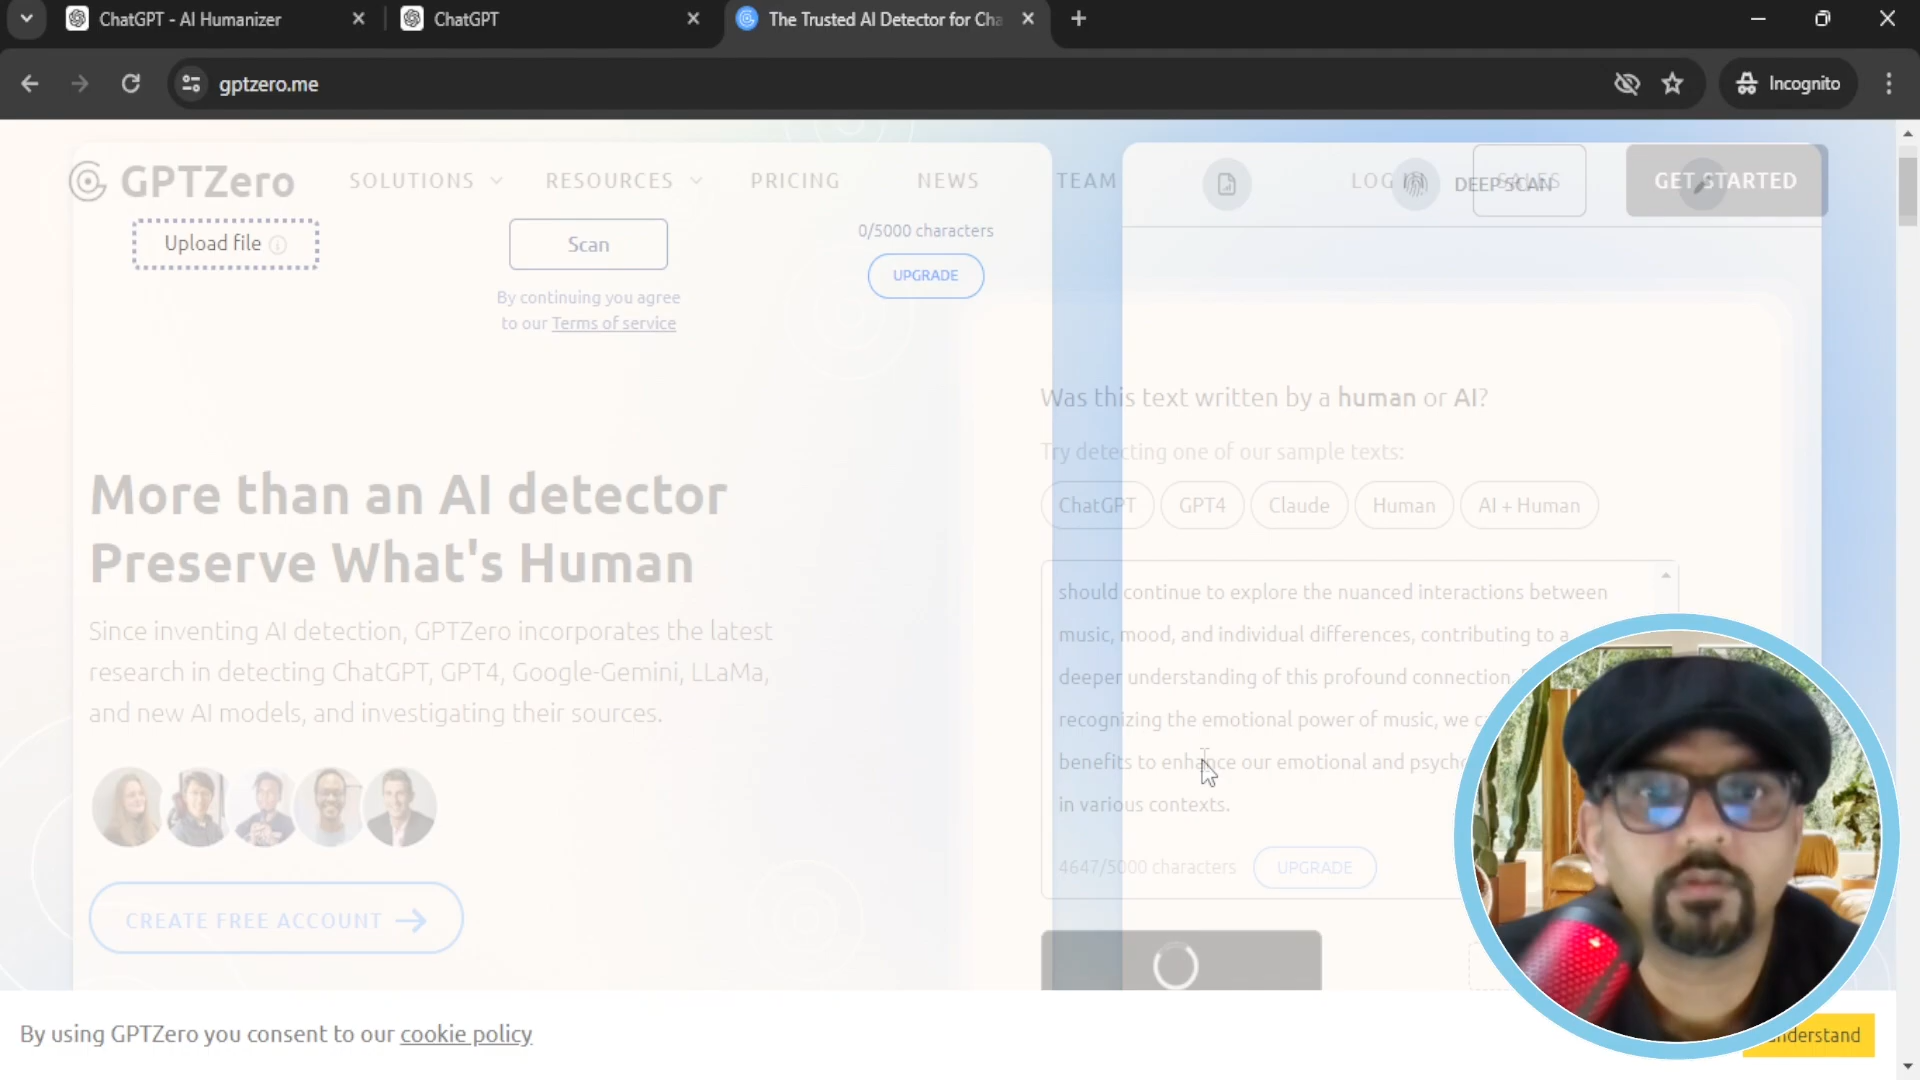 ChatGPT - AI Humanizer
ChatGPT
The Trusted AI Detector for Cha
gptzero.me
Incognito
GPTZero
SOLUTIONS
RESOURCES
PRICING
NEWS
TEAM
LOG
SALES
DEEP SCAN
GET STARTED
Upload file
Scan
0/5000 characters
UPGRADE
By continuing you agree
to our Terms of service
More than an AI detector
Preserve What's Human
Since inventing AI detection, GPTZero incorporates the latest
research in detecting ChatGPT, GPT4, Google-Gemini, LLaMa,
and new AI models, and investigating their sources.
CREATE FREE ACCOUNT
Was this text written by a human or AI?
Try detecting one of our sample texts:
ChatGPT
GPT4
Claude
Human
AI + Human
should continue to explore the nuanced interactions between
music, mood, and individual differences, contributing to a
deeper understanding of this profound connection.
recognizing the emotional power of music, we
benefits to enhance our emotional and
in various contexts.
4647/5000 characters
UPGRADE
By using GPTZero you consent to our cookie policy
understand